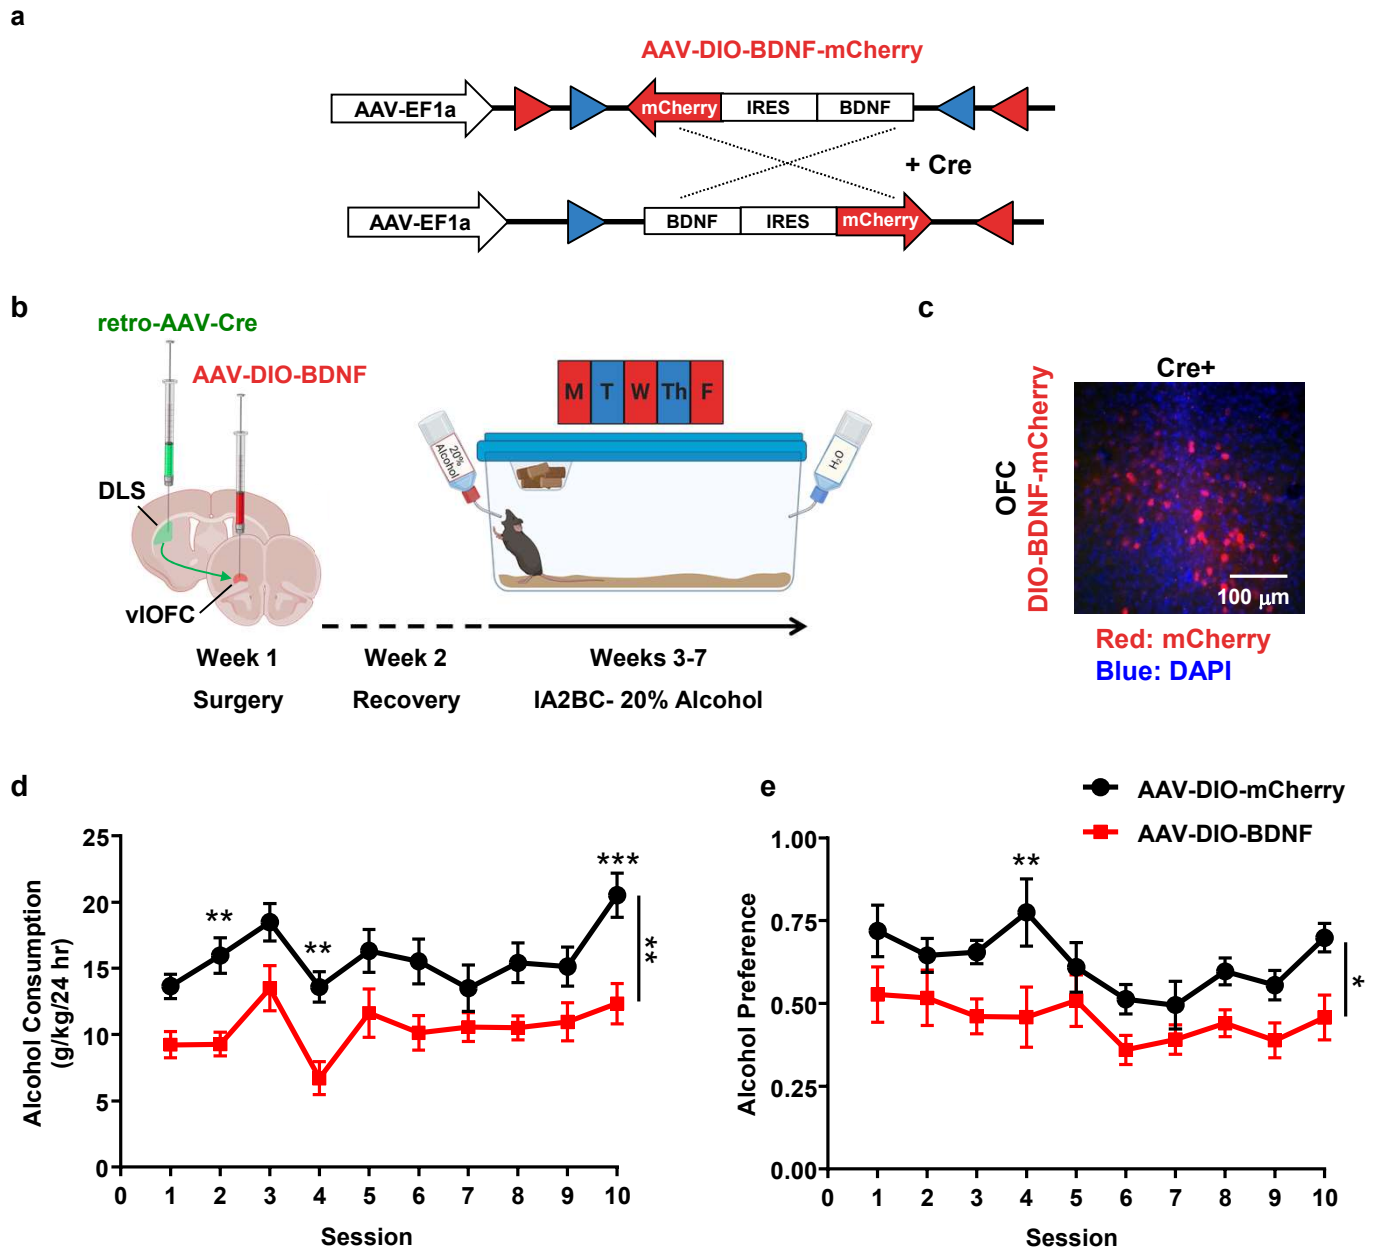 a
AAV-DIO-BDNF-mCherry
AAV-EF1a
mCherry
IRES
BDNF
+ Cre
AAV-EF1a
BDNF
IRES
mCherry
b
retro-AAV-Cre
AAV-DIO-BDNF
DLS
vlOFC
M T W Th F
20%
Alcohol
H₂O
Week 1
Surgery
Week 2
Recovery
Weeks 3-7
IA2BC- 20% Alcohol
c
Cre+
OFC
DIO-BDNF-mCherry
100 μm
Red: mCherry
Blue: DAPI
d
Alcohol Consumption
(g/kg/24 hr)
25
20
15
10
5
0
**
**
***
**
0 1 2 3 4 5 6 7 8 9 10
Session
e
AAV-DIO-mCherry
AAV-DIO-BDNF
Alcohol Preference
1.00
0.75
0.50
0.25
0.00
**
*
0 1 2 3 4 5 6 7 8 9 10
Session